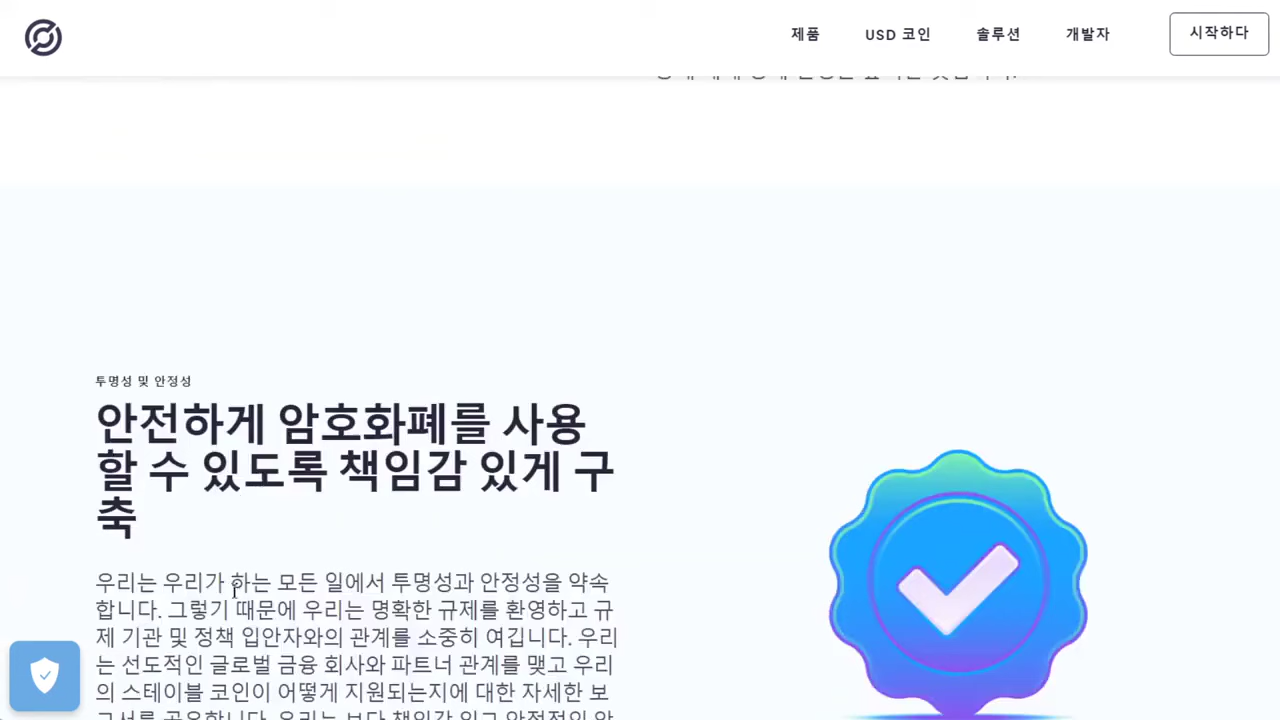 제품
USD 코인
솔루션
개발자
시작하다
투명성 및 안정성
안전하게 암호화폐를 사용
할 수 있도록 책임감 있게 구
축
우리는 우리가 하는 모든 일에서 투명성과 안정성을 약속
합니다. 그렇기 때문에 우리는 명확한 규제를 환영하고 규
제 기관 및 정책 입안자와의 관계를 소중히 여깁니다. 우리
는 선도적인 글로벌 금융 회사와 파트너 관계를 맺고 우리
의 스테이블 코인이 어떻게 지원되는지에 대한 자세한 보